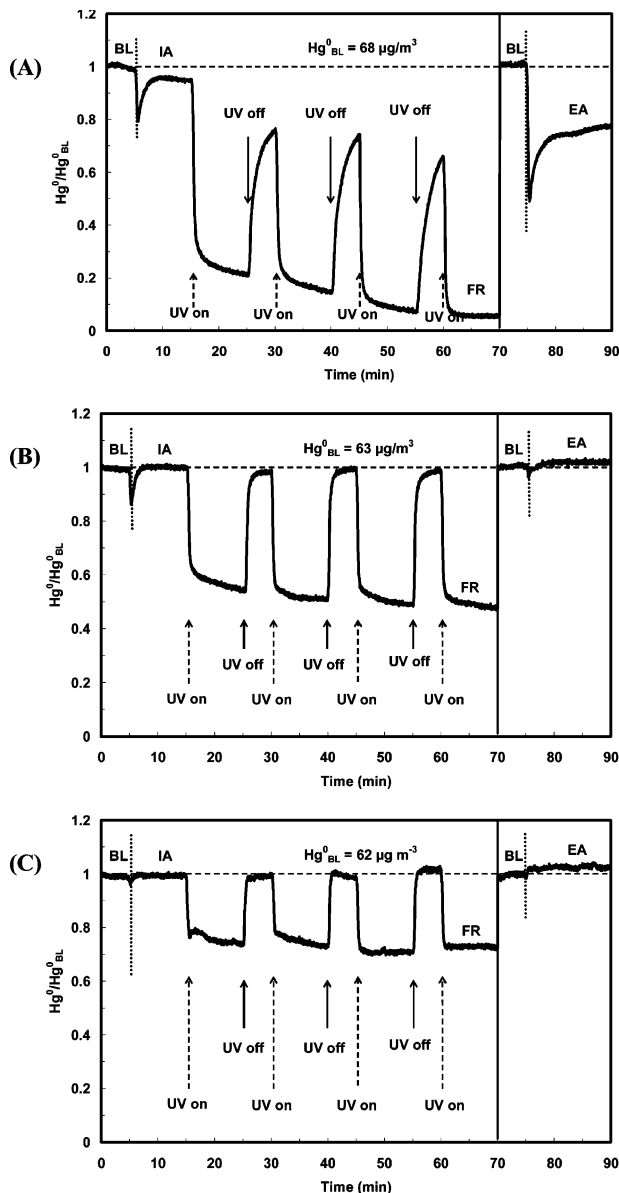 (A)
Hg⁰/Hg⁰BL
1.2
1
0.8
0.6
0.4
0.2
0
BL
IA
Hg⁰BL = 68 µg/m³
BL
UV off
UV off
UV off
EA
FR
UV on
UV on
UV on
UV on
0 10 20 30 40 50 60 70 80 90
Time (min)
(B)
Hg⁰/Hg⁰BL
1.2
1
0.8
0.6
0.4
0.2
0
BL
IA
Hg⁰BL = 63 µg/m³
BL
EA
FR
UV off
UV off
UV off
UV on
UV on
UV on
UV on
0 10 20 30 40 50 60 70 80 90
Time (min)
(C)
Hg⁰/Hg⁰BL
1.2
1
0.8
0.6
0.4
0.2
0
BL
IA
Hg⁰BL = 62 µg m⁻³
BL
EA
FR
UV off
UV off
UV off
UV on
UV on
UV on
UV on
0 10 20 30 40 50 60 70 80 90
Time (min)